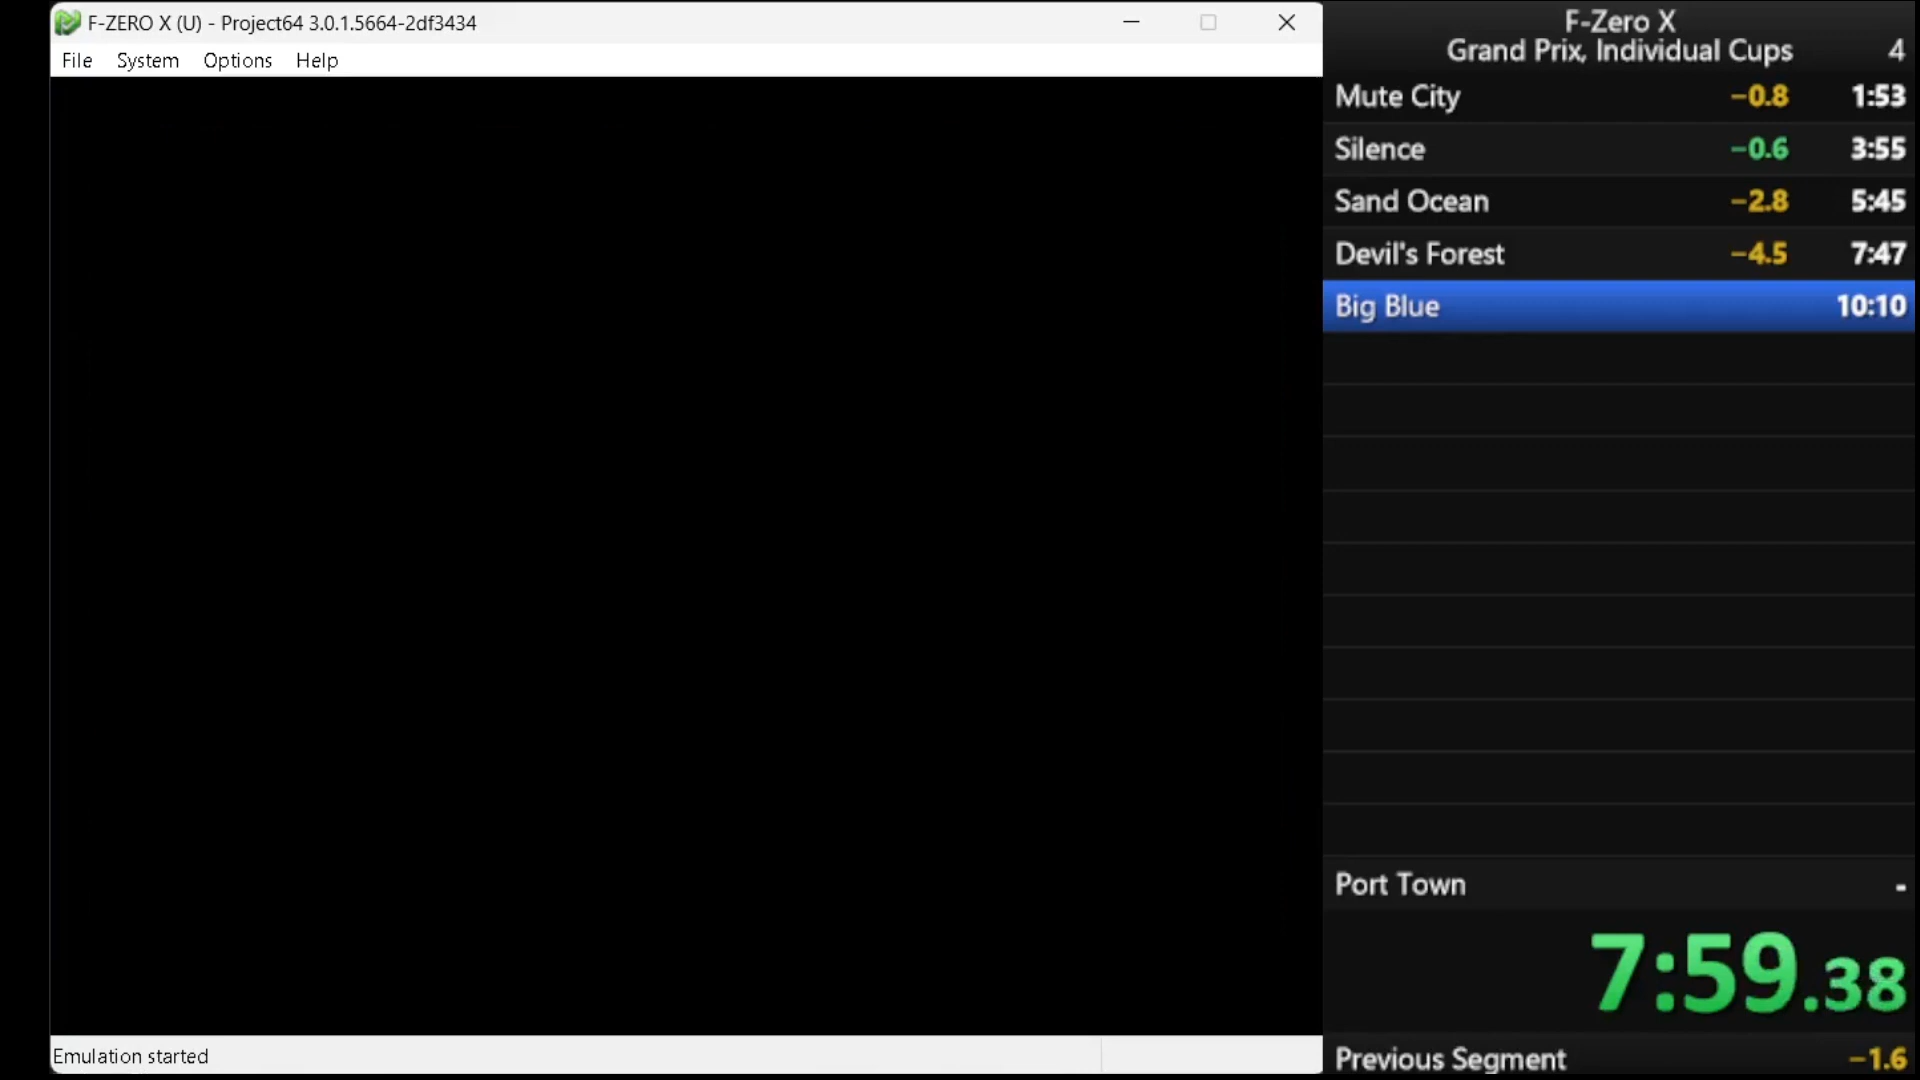 F-ZERO X (U) - Project64 3.0.1.5664-2df3434
File System Options Help
F-Zero X
Grand Prix, Individual Cups 4
Mute City −0.8 1:53
Silence −0.6 3:55
Sand Ocean −2.8 5:45
Devil's Forest −4.5 7:47
Big Blue 10:10
Port Town -
7:59.38
Previous Segment −1.6
Emulation started